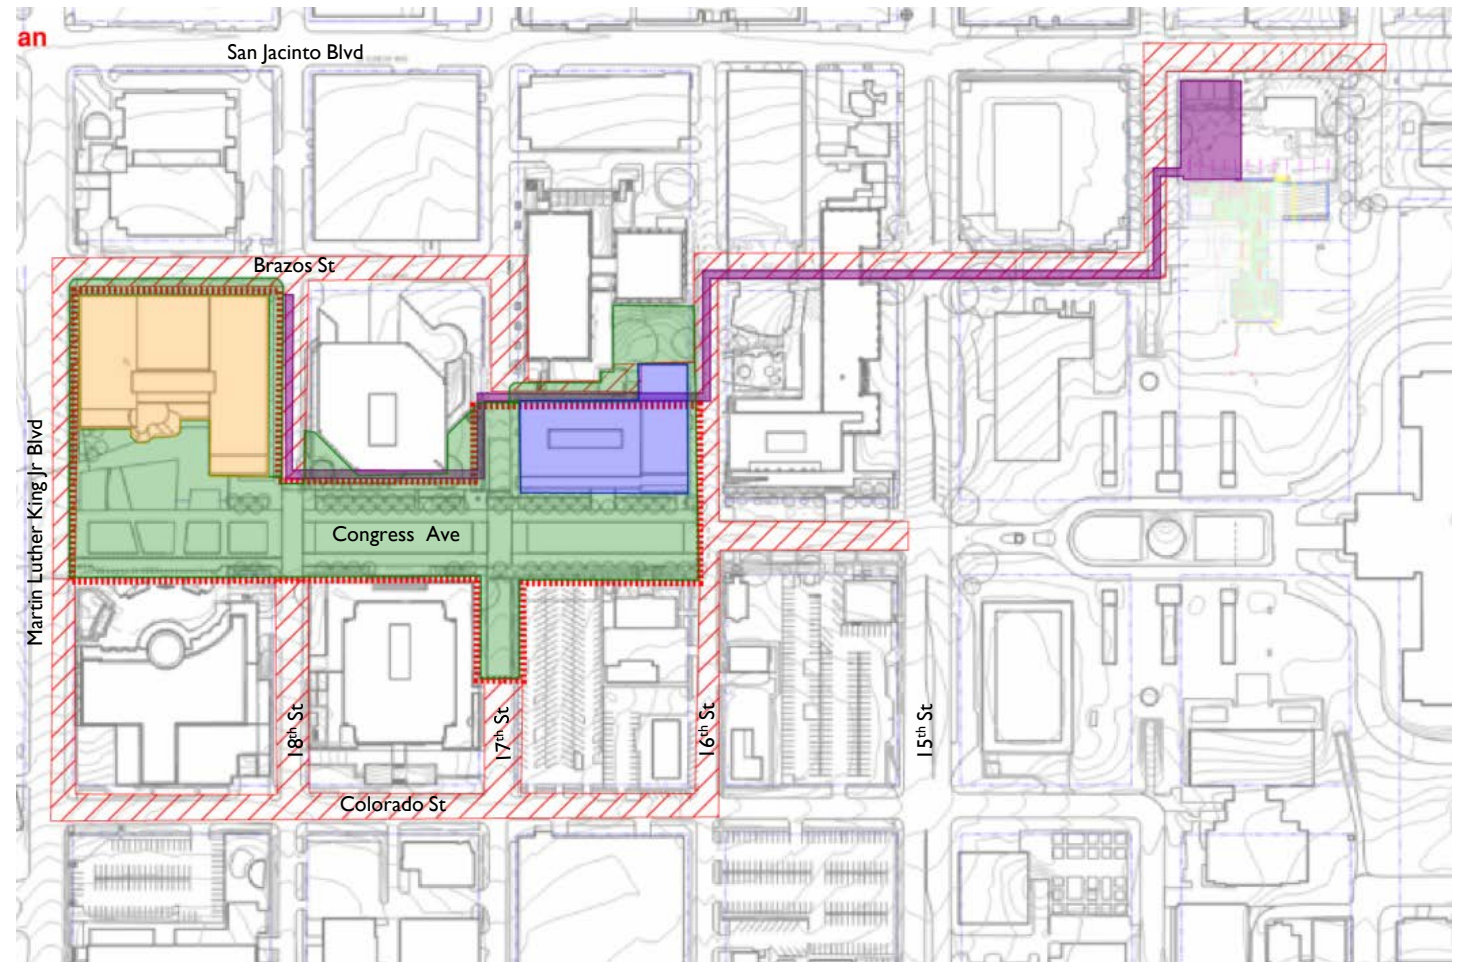 an
San Jacinto Blvd
Brazos St
Martin Luther King Jr Blvd
Congress Ave
18th St
17th St
16th St
15th St
Colorado St